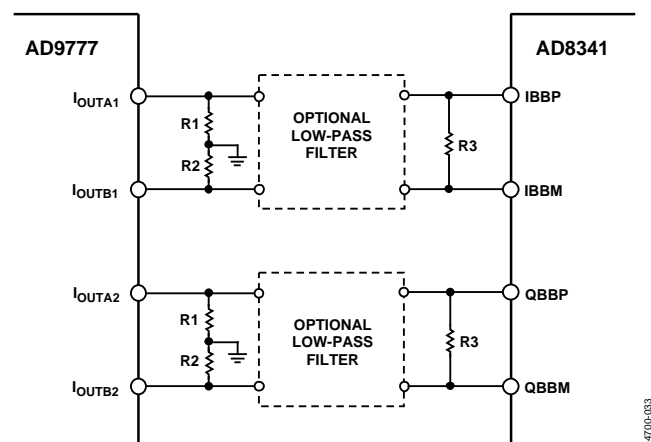 AD9777
AD8341
IOUTA1
IBBP
R1
OPTIONAL
LOW-PASS
FILTER
R3
R2
IOUTB1
IBBM
IOUTA2
QBBP
R1
OPTIONAL
LOW-PASS
FILTER
R3
R2
IOUTB2
QBBM
4700-033